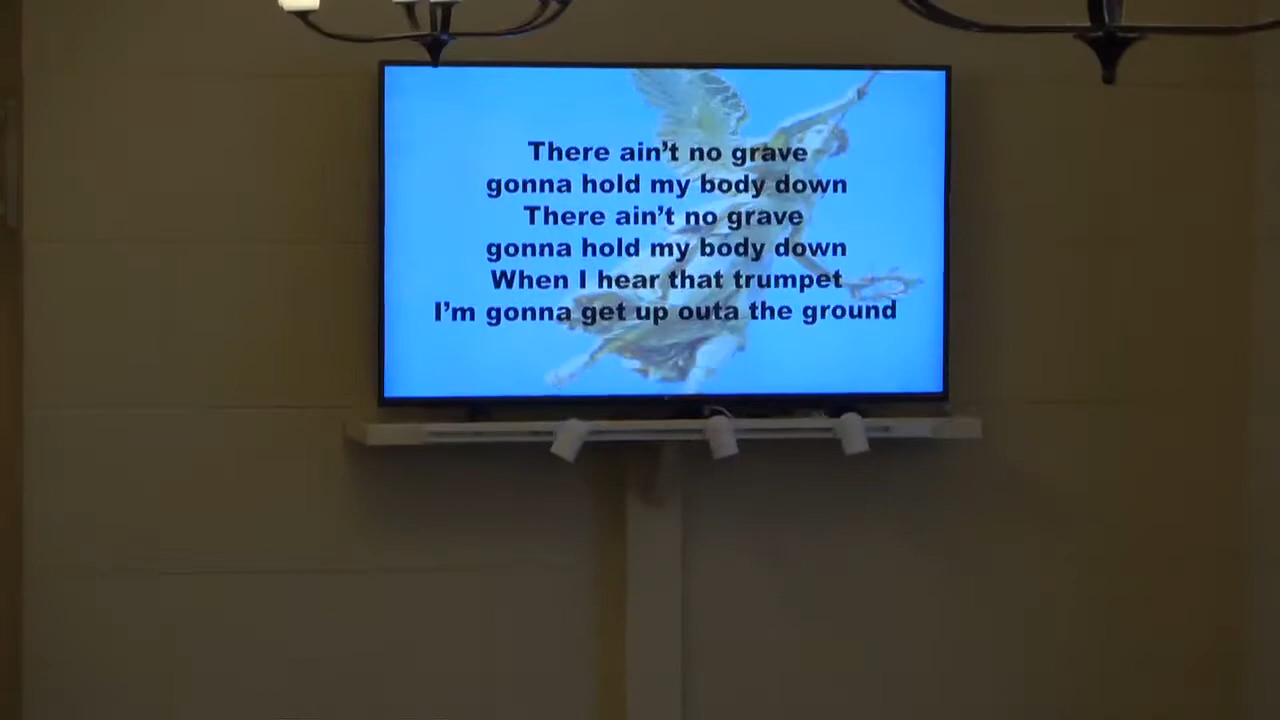 There ain't no grave
gonna hold my body down
There ain't no grave
gonna hold my body down
When I hear that trumpet
I'm gonna get up outa the ground